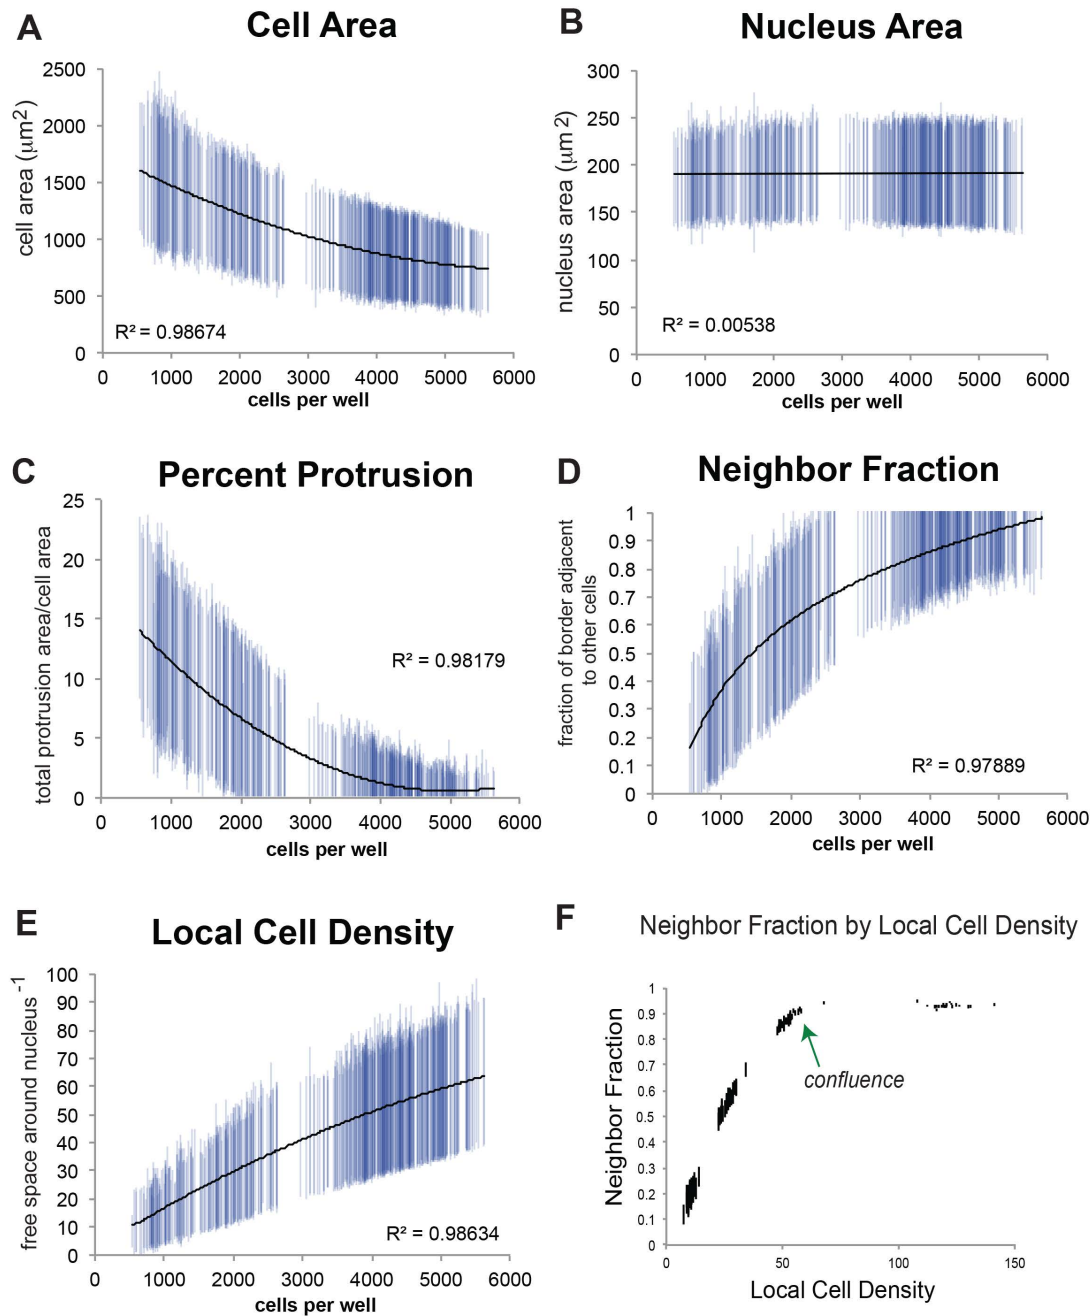 A
Cell Area
cell area (μm²)
2500
2000
1500
1000
500
0
R² = 0.98674
0 1000 2000 3000 4000 5000 6000
cells per well
B
Nucleus Area
nucleus area (μm²)
300
250
200
150
100
50
0
R² = 0.00538
0 1000 2000 3000 4000 5000 6000
cells per well
C
Percent Protrusion
total protrusion area/cell area
25
20
15
10
5
0
R² = 0.98179
0 1000 2000 3000 4000 5000 6000
cells per well
D
Neighbor Fraction
fraction of border adjacent
to other cells
1
0.9
0.8
0.7
0.6
0.5
0.4
0.3
0.2
0.1
0
R² = 0.97889
0 1000 2000 3000 4000 5000 6000
cells per well
E
Local Cell Density
free space around nucleus⁻¹
100
90
80
70
60
50
40
30
20
10
0
R² = 0.98634
0 1000 2000 3000 4000 5000 6000
cells per well
F
Neighbor Fraction by Local Cell Density
Neighbor Fraction
1
0.9
0.8
0.7
0.6
0.5
0.4
0.3
0.2
0.1
0
confluence
0 50 100 150
Local Cell Density